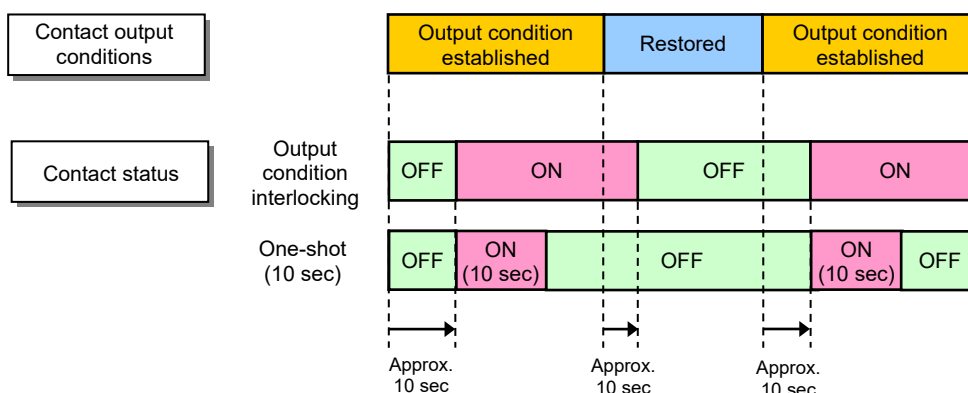 Contact output
conditions
Output condition
established
Restored
Output condition
established
Contact status
Output
condition
interlocking
OFF
ON
OFF
ON
One-shot
(10 sec)
OFF
ON
(10 sec)
OFF
ON
(10 sec)
OFF
Approx.
10 sec
Approx.
10 sec
Approx.
10 sec